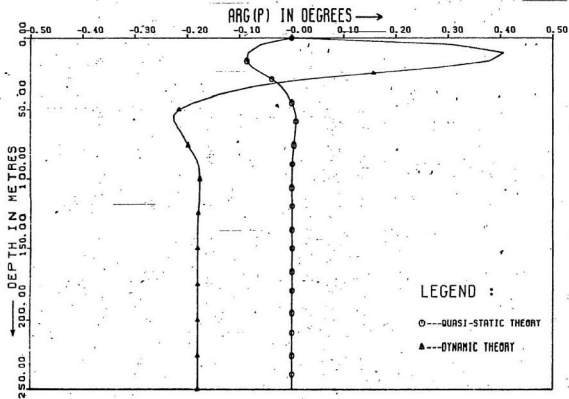 ARG(P) IN DEGREES →
-0.50 -0.40 -0.30 -0.20 -0.10 -0.00 0.10 0.20 0.30 0.40 0.50
0.00
50.00
100.00
150.00
200.00
250.00
DEPTH IN METRES
LEGEND :
---QUASI-STATIC THEORY
---DYNAMIC THEORY